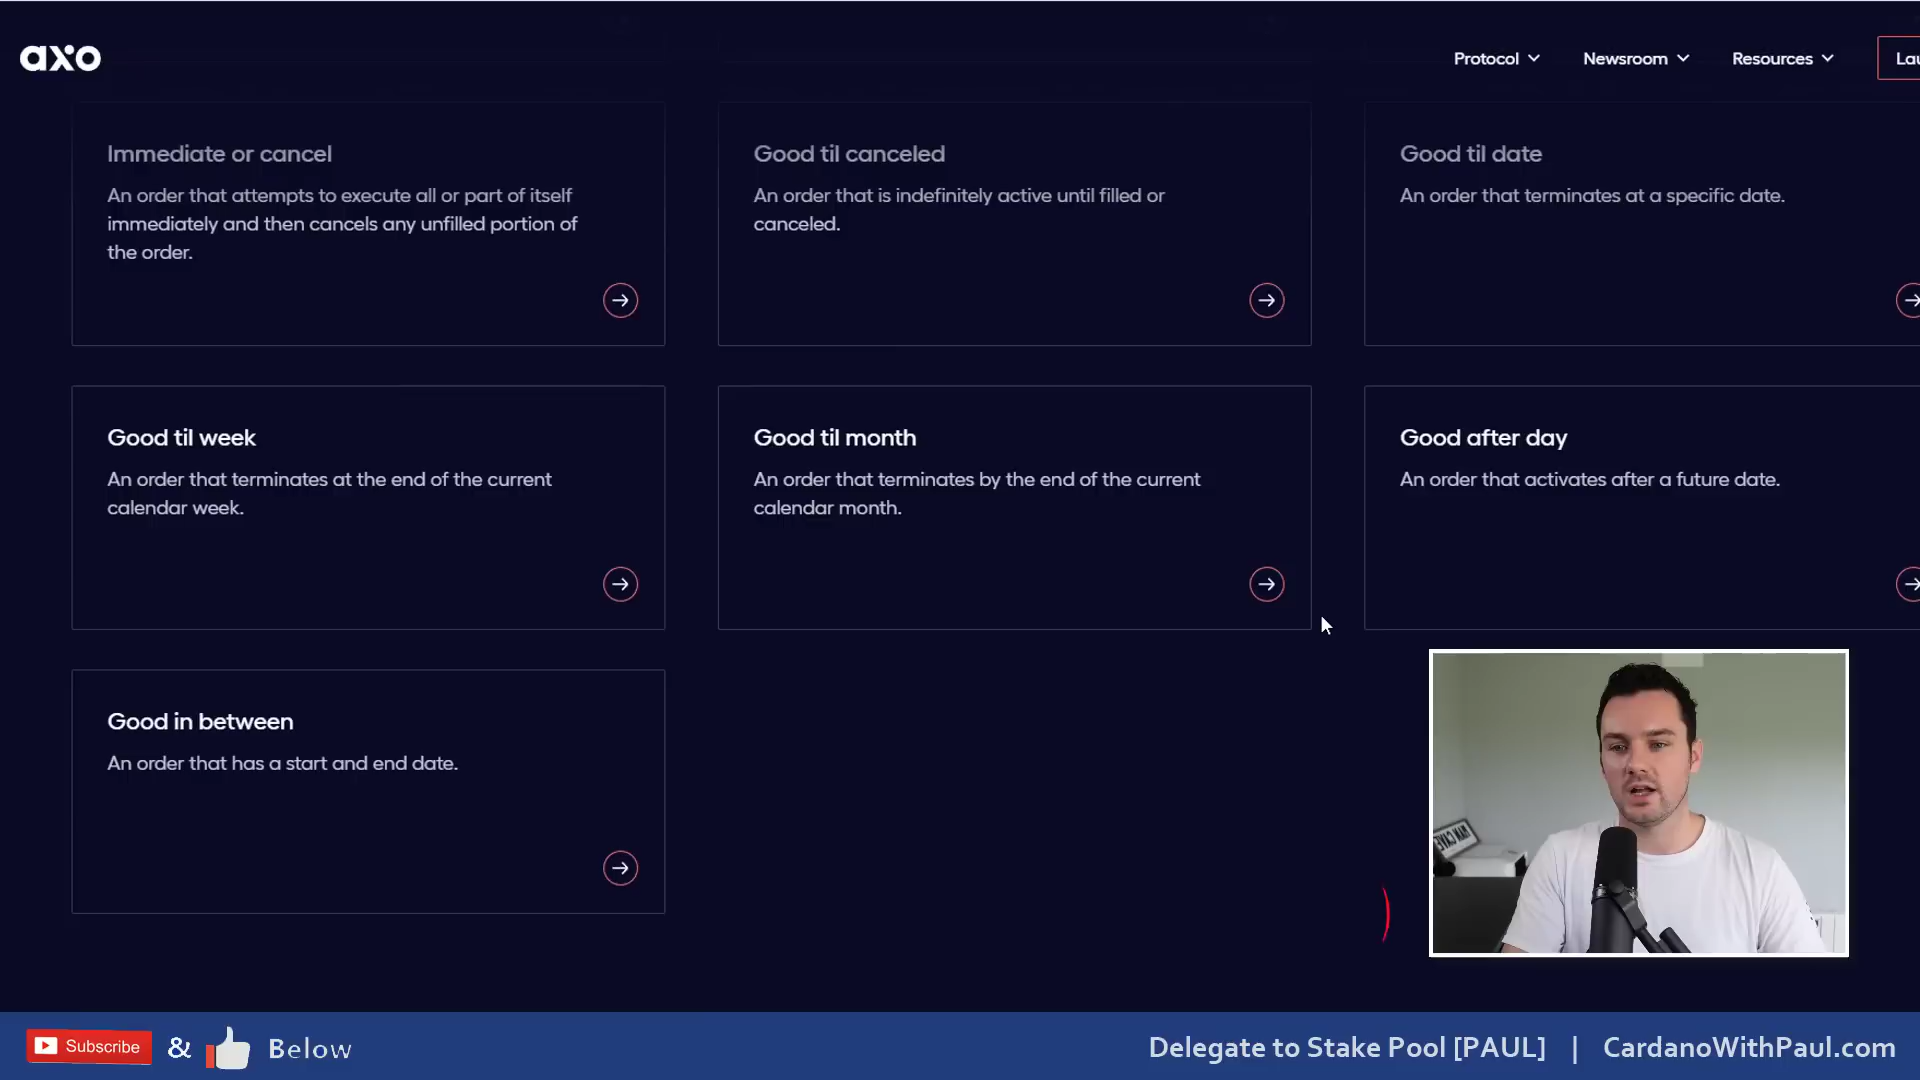 axo
Protocol
Newsroom
Resources
Lau
Immediate or cancel
An order that attempts to execute all or part of itself
immediately and then cancels any unfilled portion of
the order.
Good til canceled
An order that is indefinitely active until filled or
canceled.
Good til date
An order that terminates at a specific date.
Good til week
An order that terminates at the end of the current
calendar week.
Good til month
An order that terminates by the end of the current
calendar month.
Good after day
An order that activates after a future date.
Good in between
An order that has a start and end date.
Subscribe & Below
Delegate to Stake Pool [PAUL] | CardanoWithPaul.com